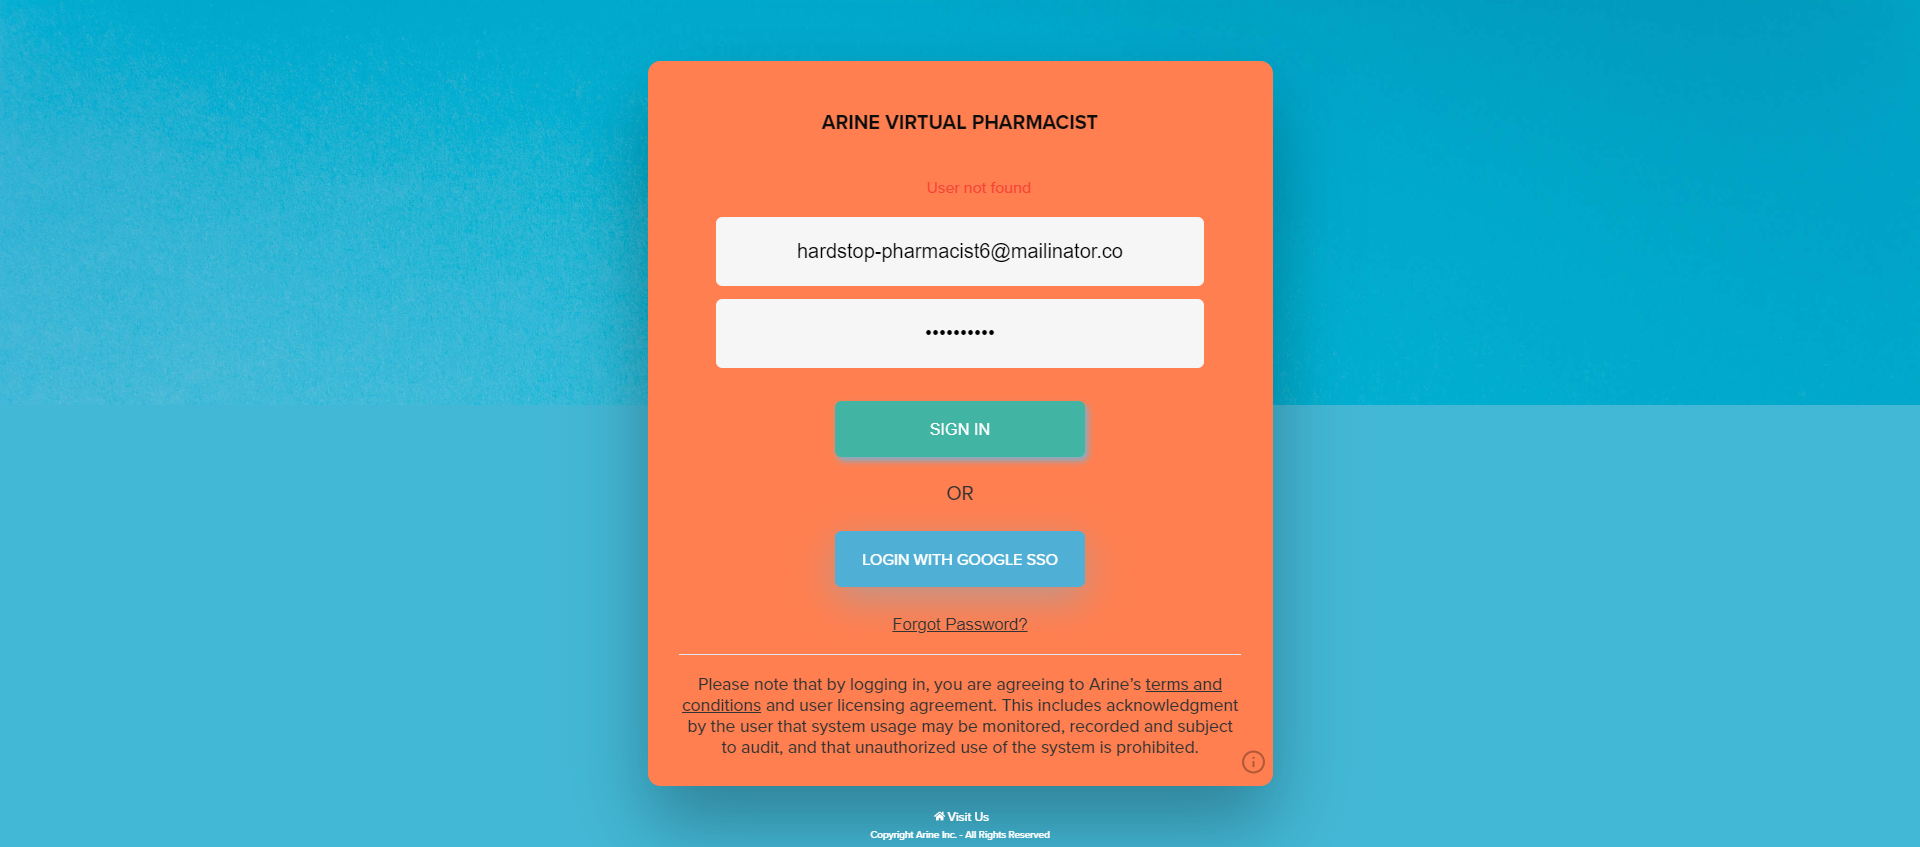 ARINE VIRTUAL PHARMACIST
User not found
hardstop-pharmacist6@mailinator.co
••••••••••
SIGN IN
OR
LOGIN WITH GOOGLE SSO
Forgot Password?
Please note that by logging in, you are agreeing to Arine’s terms and
conditions and user licensing agreement. This includes acknowledgment
by the user that system usage may be monitored, recorded and subject
to audit, and that unauthorized use of the system is prohibited.
Visit Us
Copyright Arine Inc. - All Rights Reserved